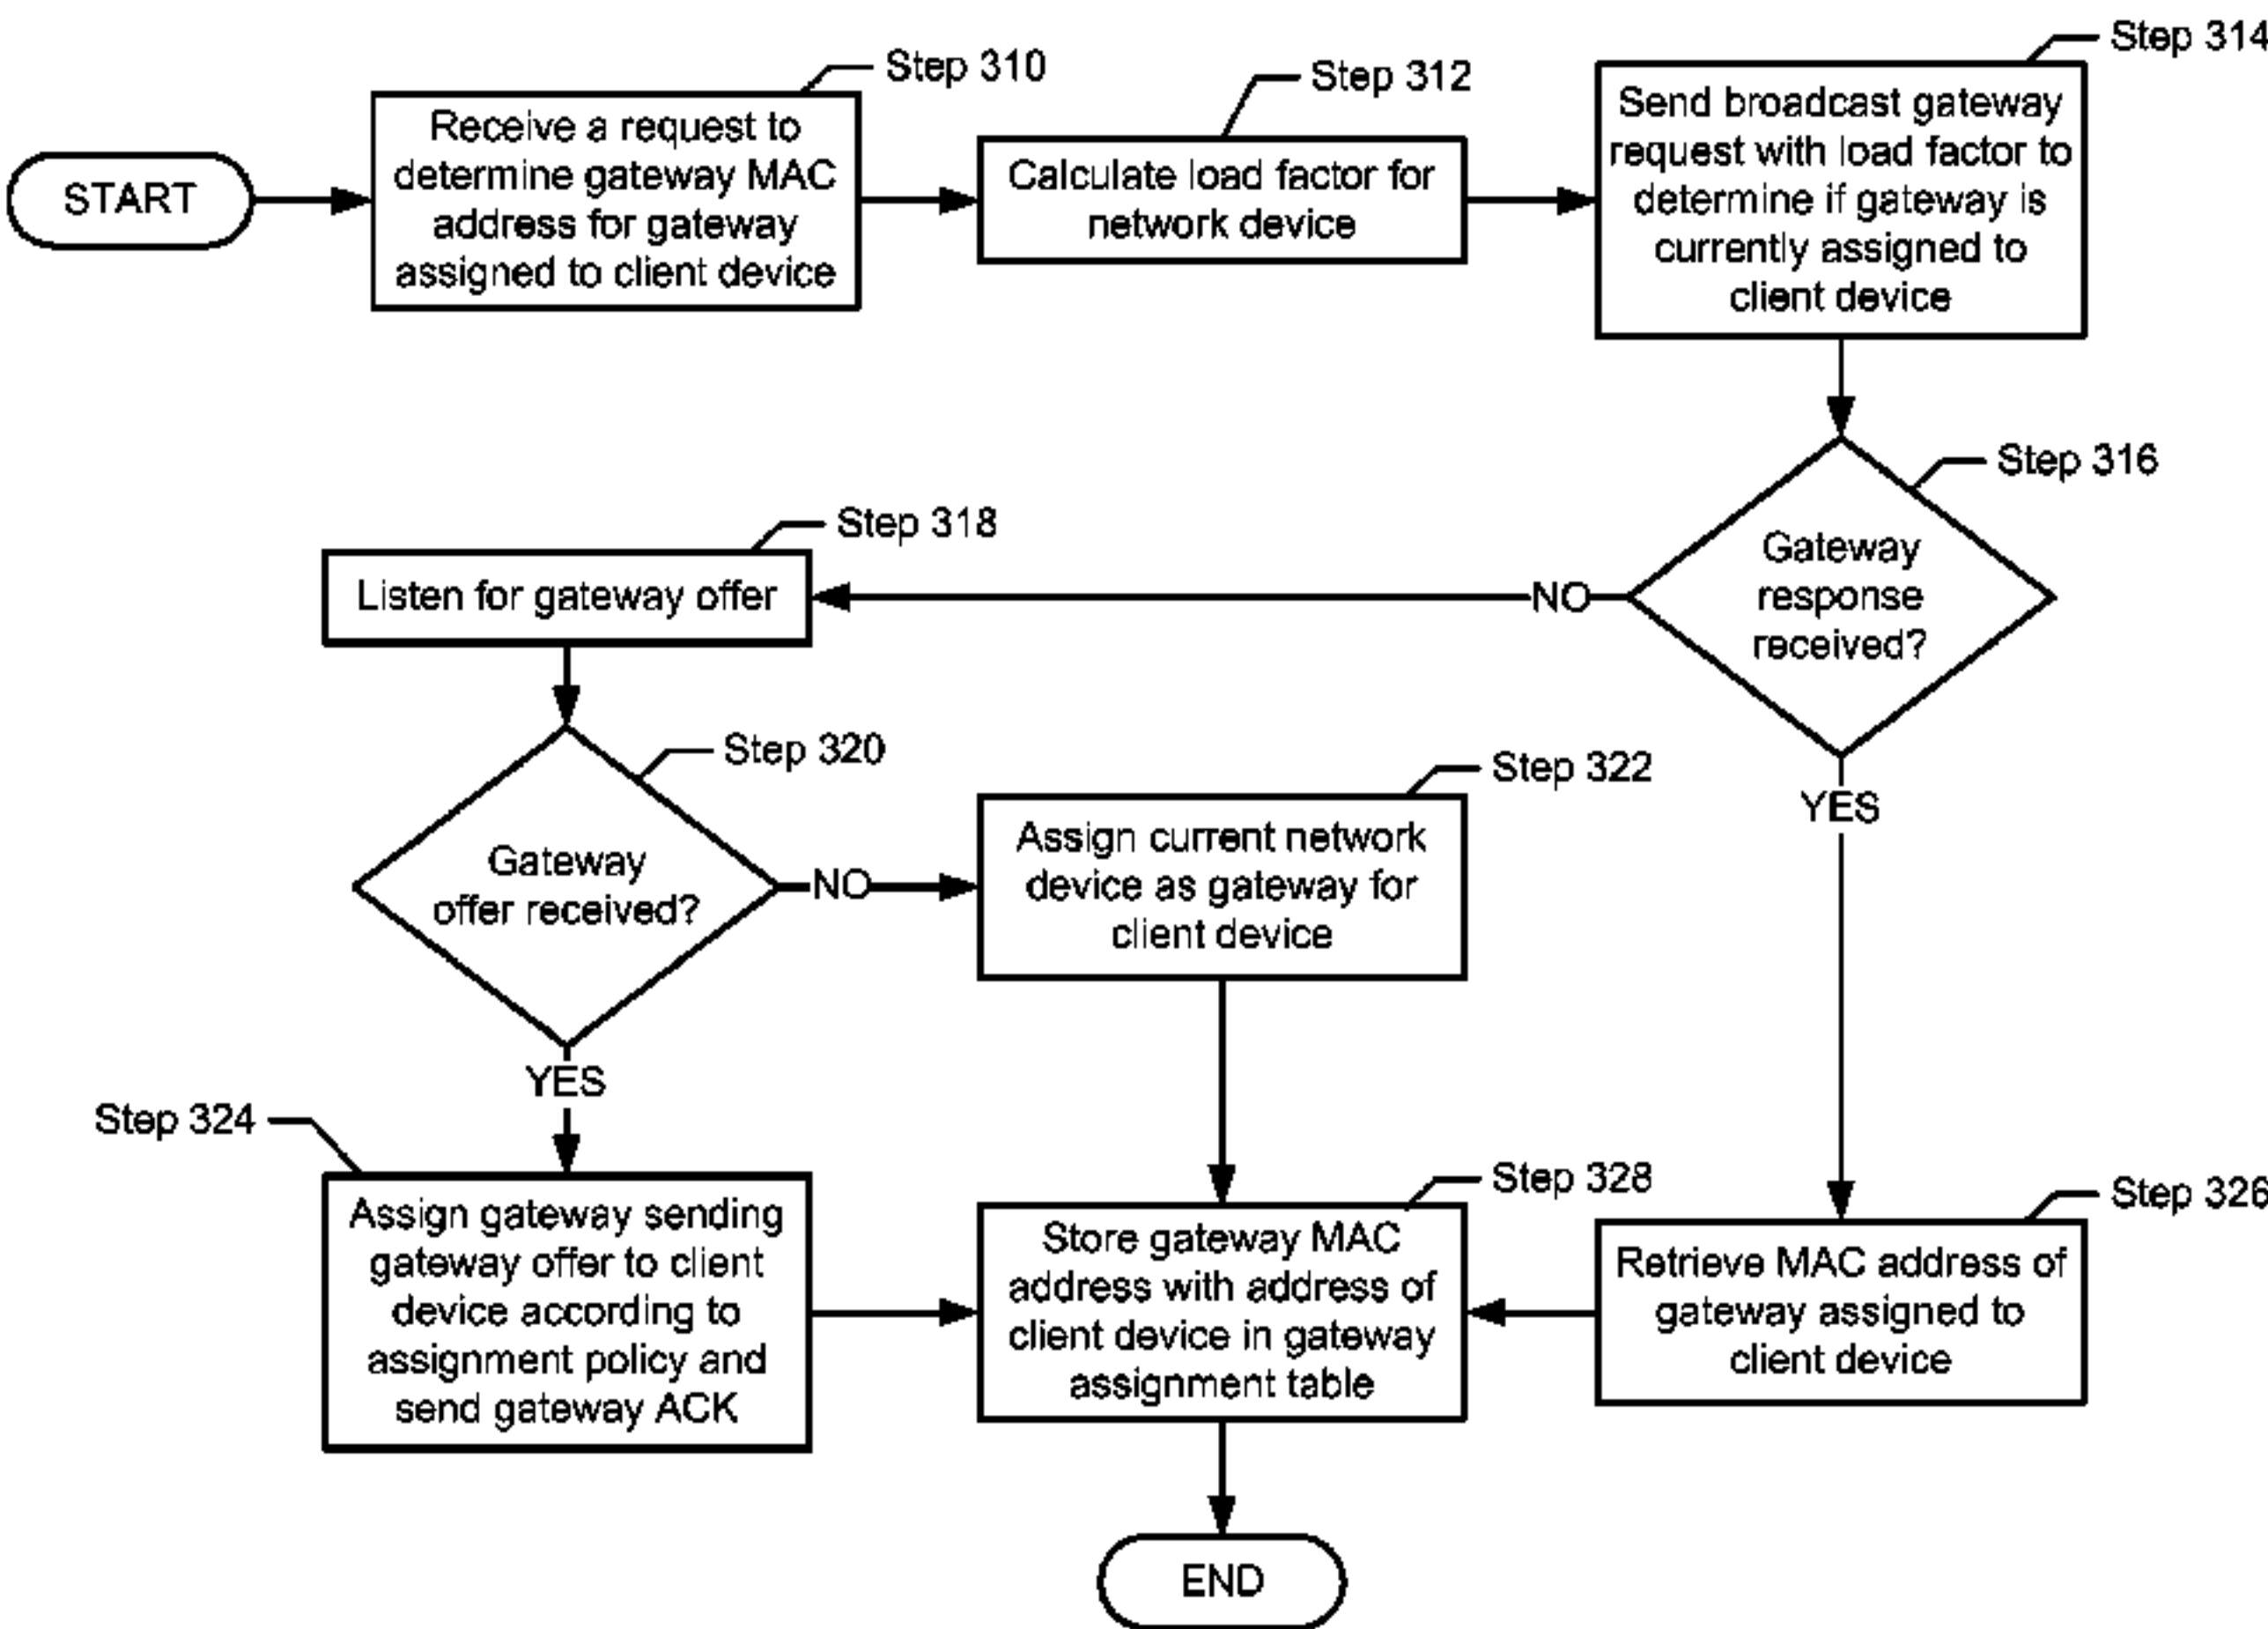 START
Step 310
Receive a request to
determine gateway MAC
address for gateway
assigned to client device
Step 312
Calculate load factor for
network device
Step 314
Send broadcast gateway
request with load factor to
determine if gateway is
currently assigned to
client device
Step 316
Gateway
response
received?
NO
YES
Step 318
Listen for gateway offer
Step 320
Gateway
offer received?
NO
YES
Step 322
Assign current network
device as gateway for
client device
Step 324
Assign gateway sending
gateway offer to client
device according to
assignment policy and
send gateway ACK
Step 328
Store gateway MAC
address with address of
client device in gateway
assignment table
Step 326
Retrieve MAC address of
gateway assigned to
client device
END